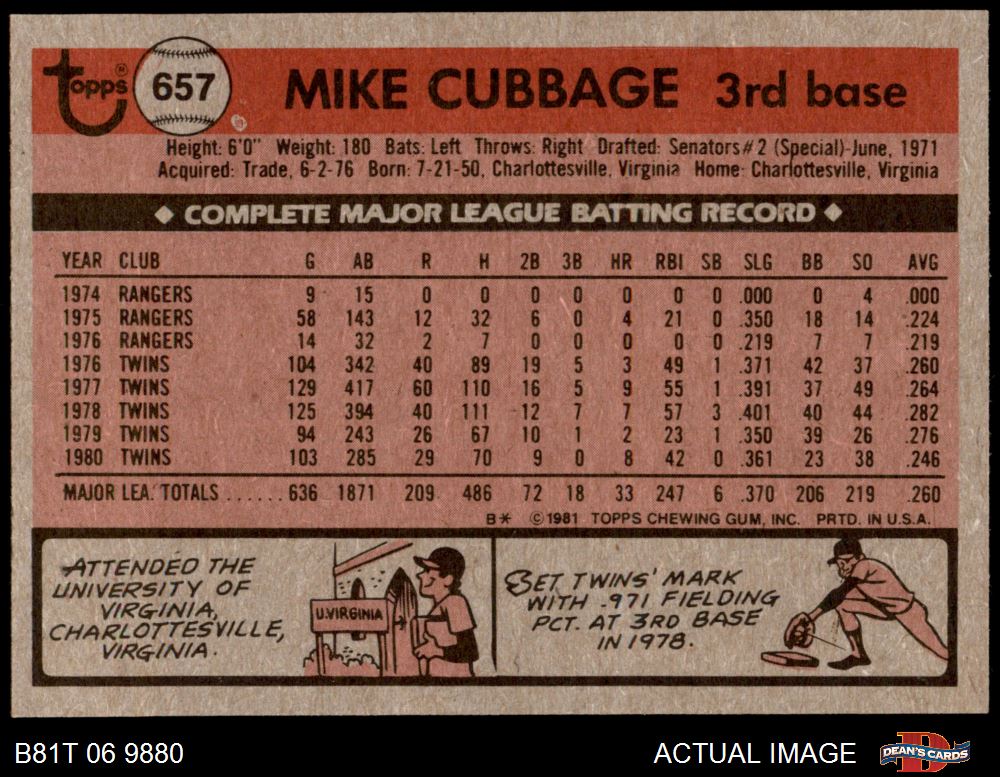 topps® 657 MIKE CUBBAGE 3rd base
Height: 6'0" Weight: 180 Bats: Left Throws: Right Drafted: Senators #2 (Special)-June, 1971
Acquired: Trade, 6-2-76 Born: 7-21-50, Charlottesville, Virginia Home: Charlottesville, Virginia
◆ COMPLETE MAJOR LEAGUE BATTING RECORD ◆
YEAR CLUB G AB R H 2B 3B HR RBI SB SLG BB SO AVG
1974 RANGERS 9 15 0 0 0 0 0 0 0 .000 0 4 .000
1975 RANGERS 58 143 12 32 6 0 4 21 0 .350 18 14 .224
1976 RANGERS 14 32 2 7 0 0 0 0 0 .219 7 7 .219
1976 TWINS 104 342 40 89 19 5 3 49 1 .371 42 37 .260
1977 TWINS 129 417 60 110 16 5 9 55 1 .391 37 49 .264
1978 TWINS 125 394 40 111 12 7 7 57 3 .401 40 44 .282
1979 TWINS 94 243 26 67 10 1 2 23 1 .350 39 26 .276
1980 TWINS 103 285 29 70 9 0 8 42 0 .361 23 38 .246
MAJOR LEA. TOTALS ...... 636 1871 209 486 72 18 33 247 6 .370 206 219 .260
B* ©1981 TOPPS CHEWING GUM, INC. PRTD. IN U.S.A.
ATTENDED THE
UNIVERSITY OF
VIRGINIA,
CHARLOTTESVILLE,
VIRGINIA.
U. VIRGINIA
SET TWINS' MARK
WITH .971 FIELDING
PCT. AT 3RD BASE
IN 1978.
B81T 06 9880 ACTUAL IMAGE DEAN'S CARDS